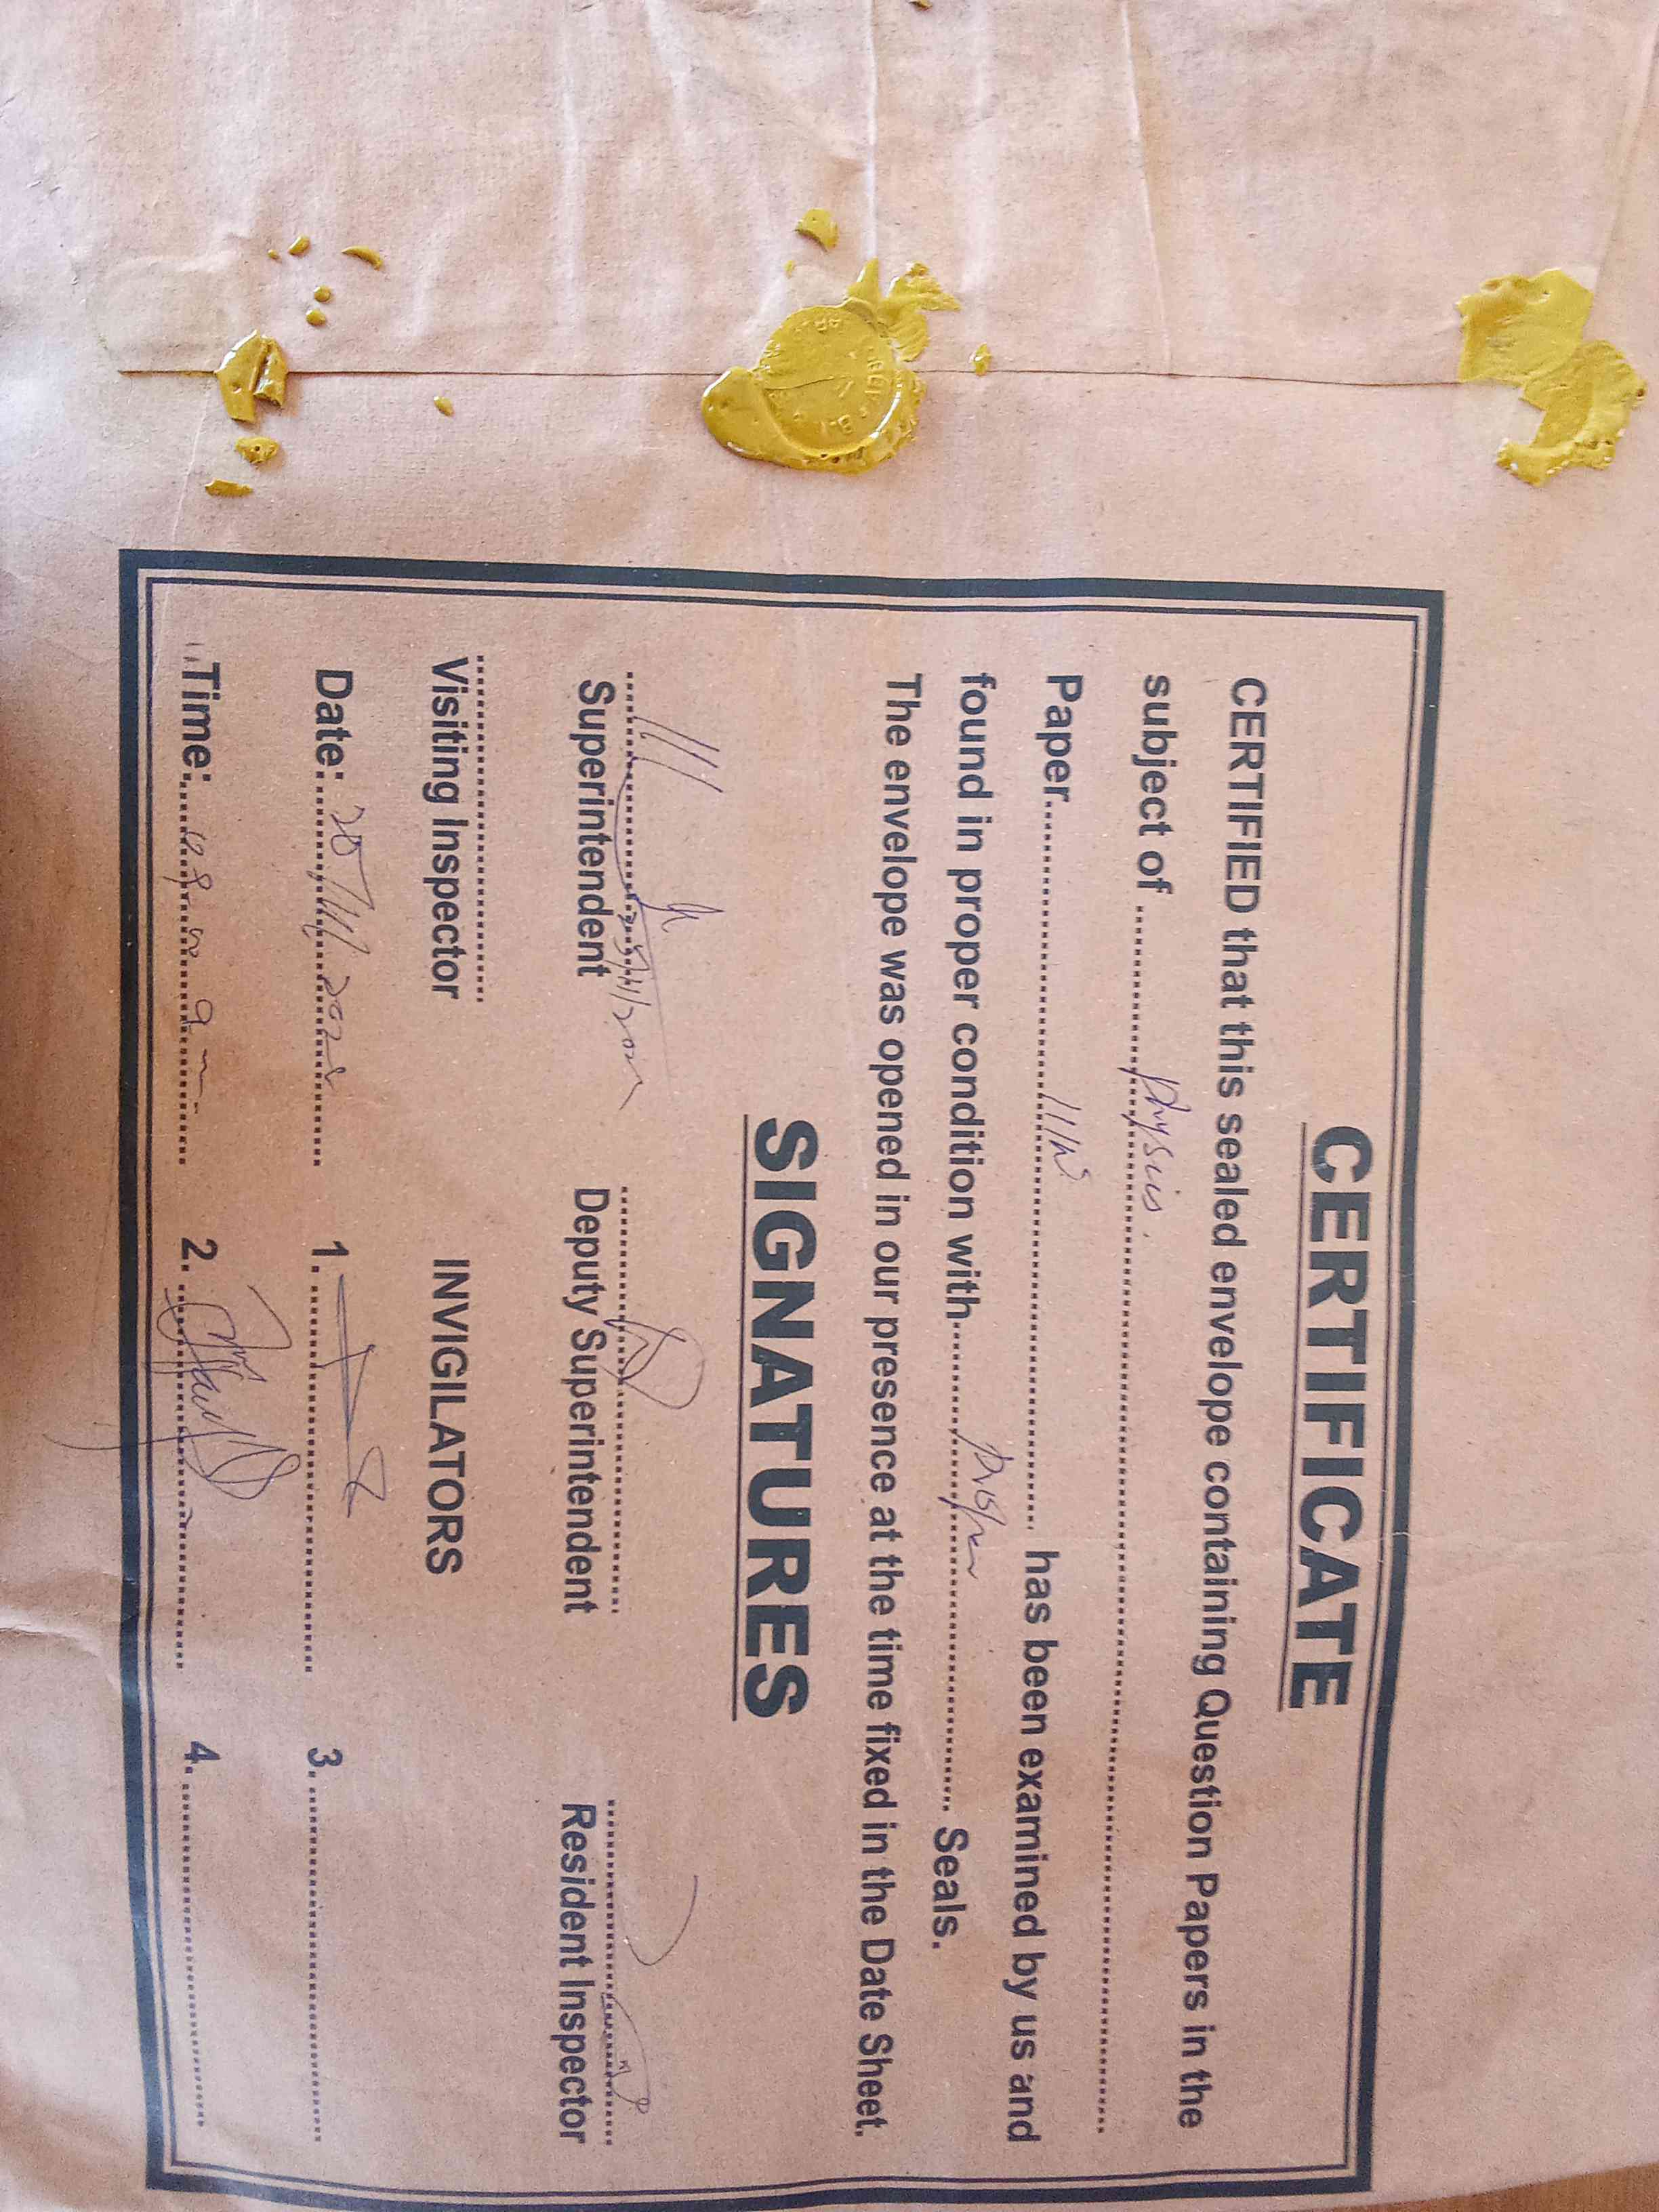 CERTIFICATE
CERTIFIED that this sealed envelope containing Question Papers in the
subject of .......... Physics.
Paper.......... has been examined by us and
found in proper condition with.......... Proper .......... Seals.
The envelope was opened in our presence at the time fixed in the Date Sheet.
SIGNATURES
Superintendent Deputy Superintendent Resident Inspector
Visiting Inspector INVIGILATORS
Date: 1. 3.
Time: 2. 4.